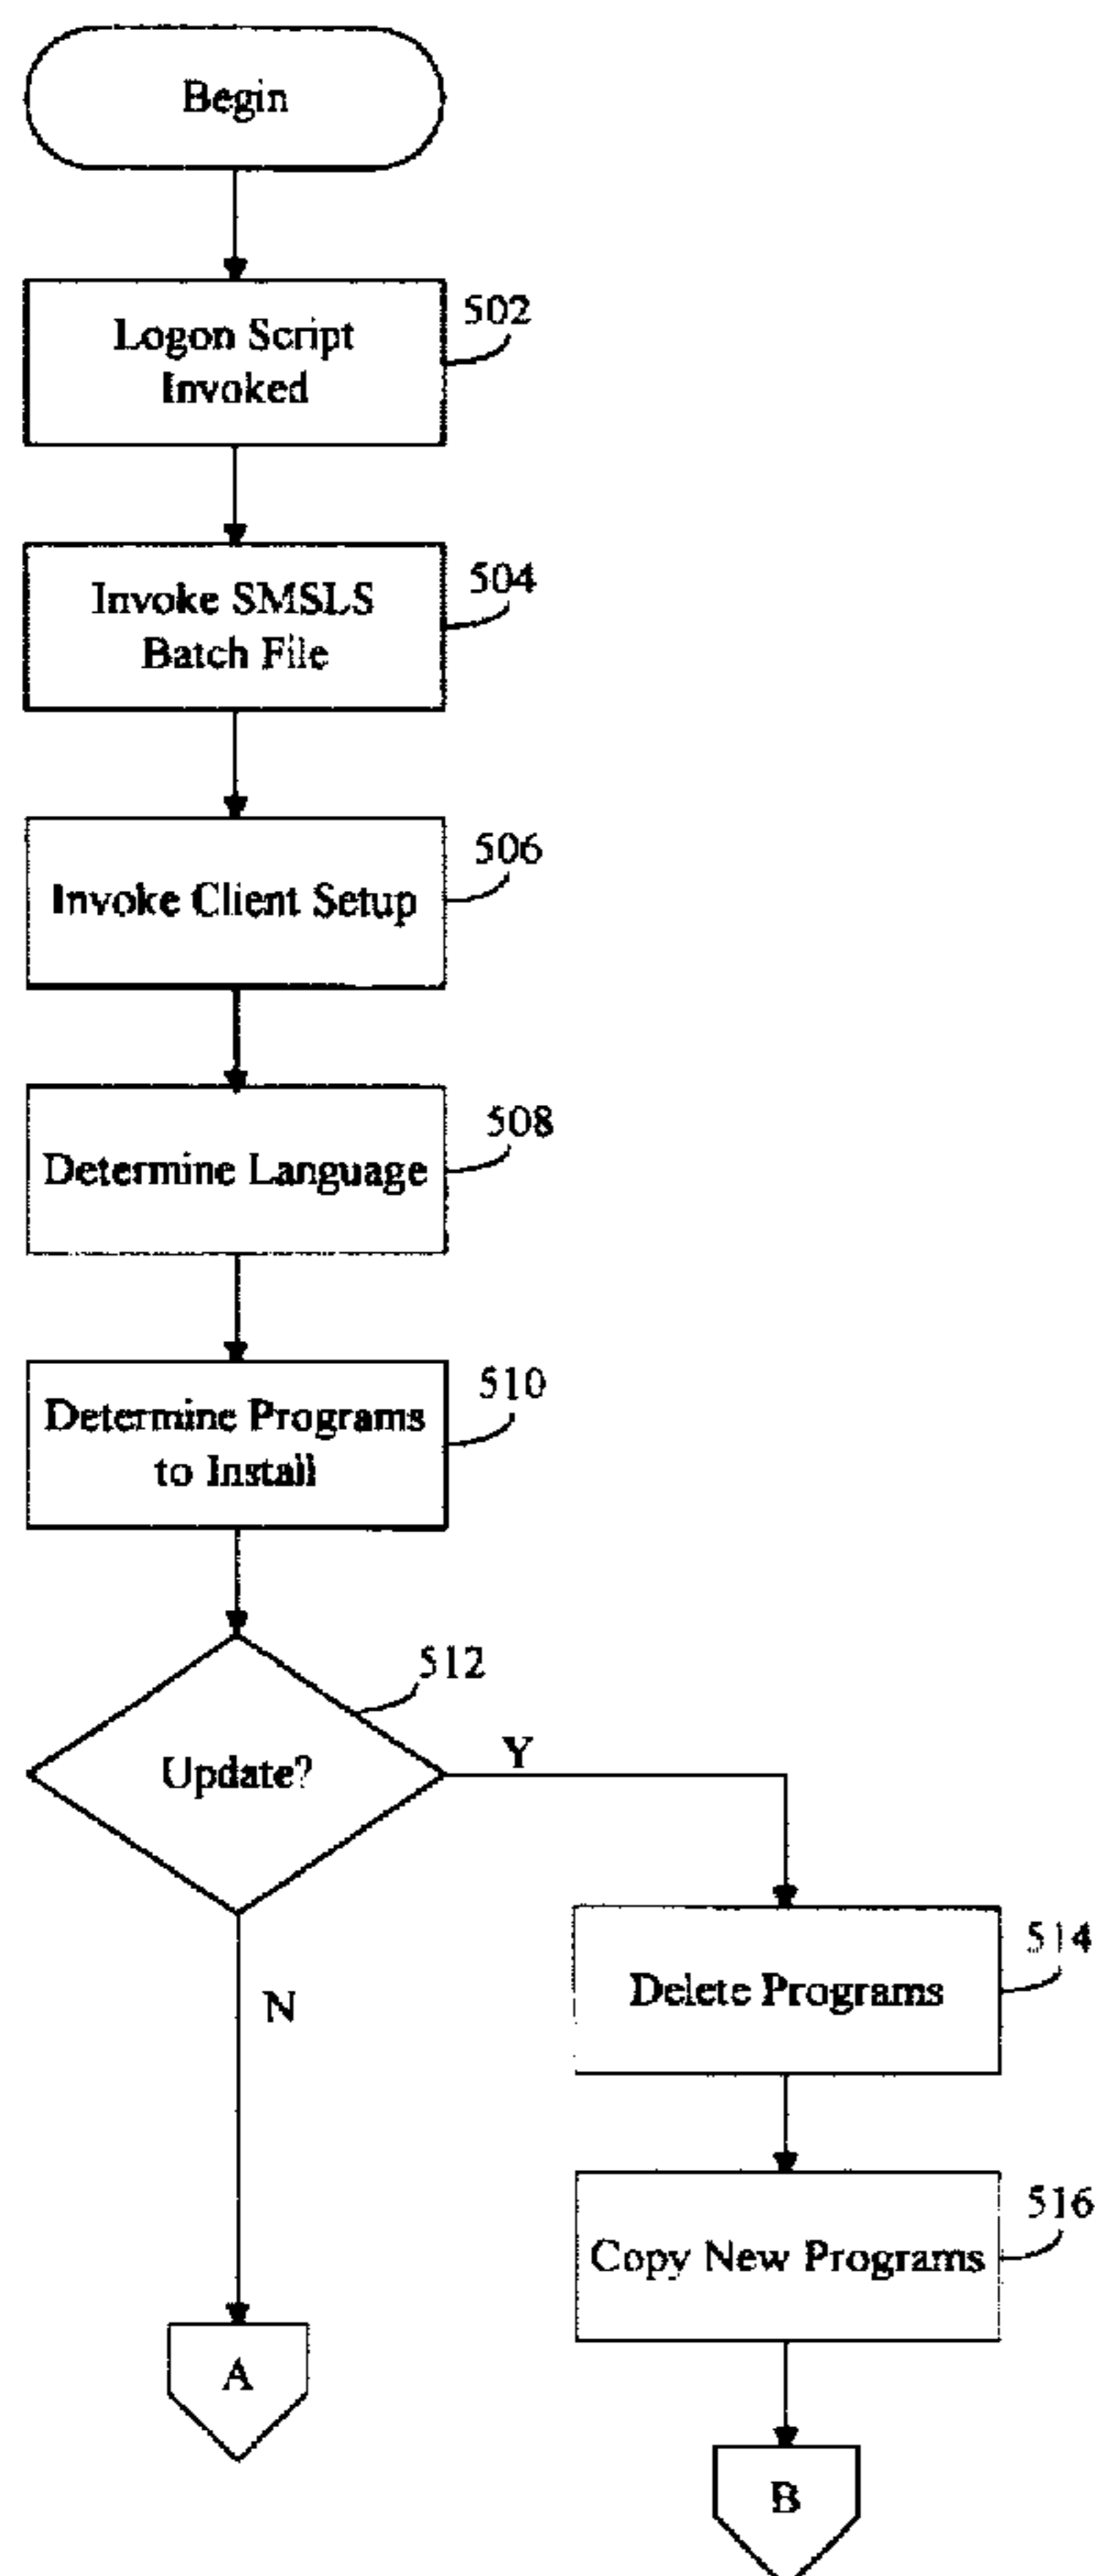 Begin
Logon Script
Invoked
502
Invoke SMSLS
Batch File
504
Invoke Client Setup
506
Determine Language
508
Determine Programs
to Install
510
Update?
512
Y
N
Delete Programs
514
Copy New Programs
516
A
B